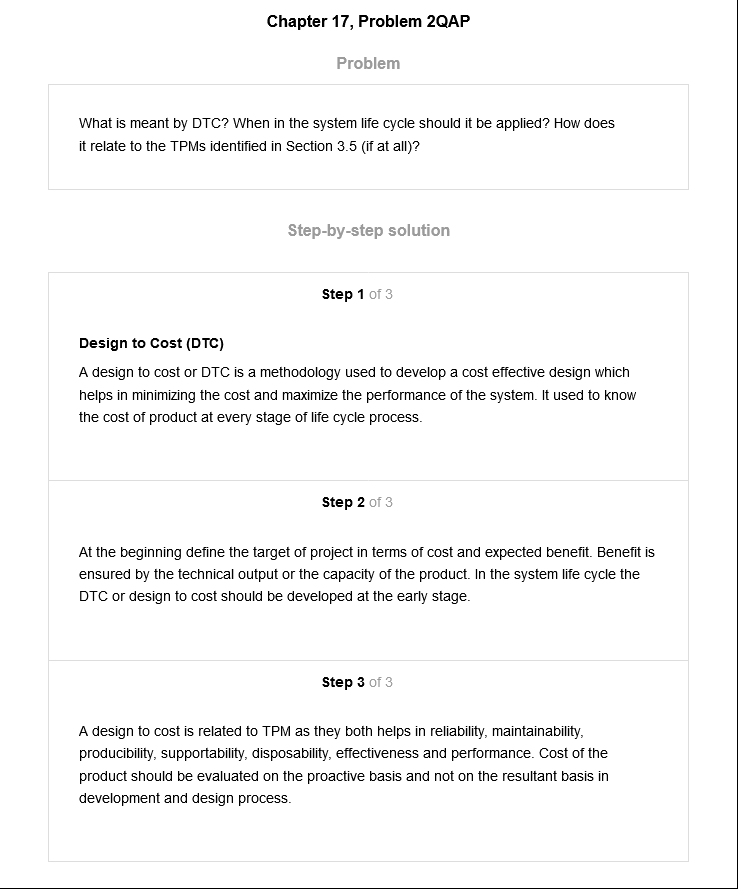 Chapter 17, Problem 2QAP
Problem
What is meant by DTC? When in the system life cycle should it be applied? How does
it relate to the TPMs identified in Section 3.5 (if at all)?
Step-by-step solution
Step 1 of 3
Design to Cost (DTC)
A design to cost or DTC is a methodology used to develop a cost effective design which
helps in minimizing the cost and maximize the performance of the system. It used to know
the cost of product at every stage of life cycle process.
Step 2 of 3
At the beginning define the target of project in terms of cost and expected benefit. Benefit is
ensured by the technical output or the capacity of the product. In the system life cycle the
DTC or design to cost should be developed at the early stage.
Step 3 of 3
A design to cost is related to TPM as they both helps in reliability, maintainability,
producibility, supportability, disposability, effectiveness and performance. Cost of the
product should be evaluated on the proactive basis and not on the resultant basis in
development and design process.